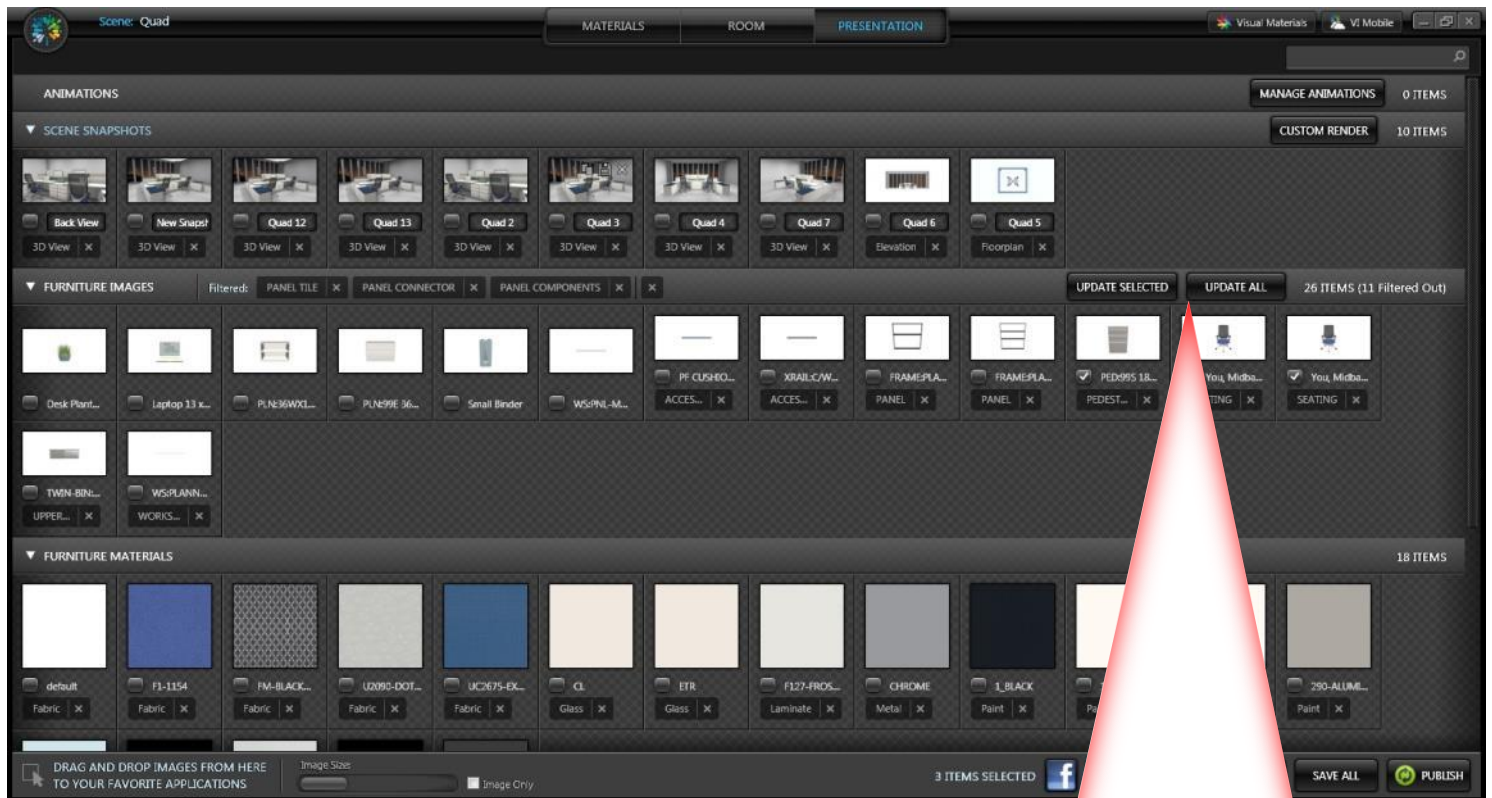 Scene: Quad
MATERIALS ROOM PRESENTATION
Visual Materials VI Mobile
ANIMATIONS MANAGE ANIMATIONS 0 ITEMS
SCENE SNAPSHOTS CUSTOM RENDER 10 ITEMS
Back View New Snapsh Quad 12 Quad 13 Quad 2 Quad 3 Quad 4 Quad 7 Quad 6 Quad 5
3D View 3D View 3D View 3D View 3D View 3D View 3D View 3D View Elevation Floorplan
FURNITURE IMAGES Filtered: PANEL TILE PANEL CONNECTOR PANEL COMPONENTS UPDATE SELECTED UPDATE ALL 26 ITEMS (11 Filtered Out)
PF CUSHIO... XRAIL:C/W... FRAME:PLA... FRAME:PLA... PED:99S 18... You, Midba... You, Midba...
Desk Plant... Laptop 13 x... PLN:36WX1... PLN:99E 36... Small Binder WS:PNL-M... ACCES... ACCES... PANEL PANEL PEDEST... SEATING
TWIN-BIN:... WS:PLANN...
UPPER... WORKS...
FURNITURE MATERIALS 18 ITEMS
default F1-1154 FM-BLACK... U2090-DOT... UC2675-EX... CL ETR F127-FROS... CHROME 1_BLACK 290-ALUMI...
Fabric Fabric Fabric Fabric Fabric Glass Glass Laminate Metal Paint Paint
DRAG AND DROP IMAGES FROM HERE
TO YOUR FAVORITE APPLICATIONS
Image Sizes
Image Only
3 ITEMS SELECTED f SAVE ALL PUBLISH